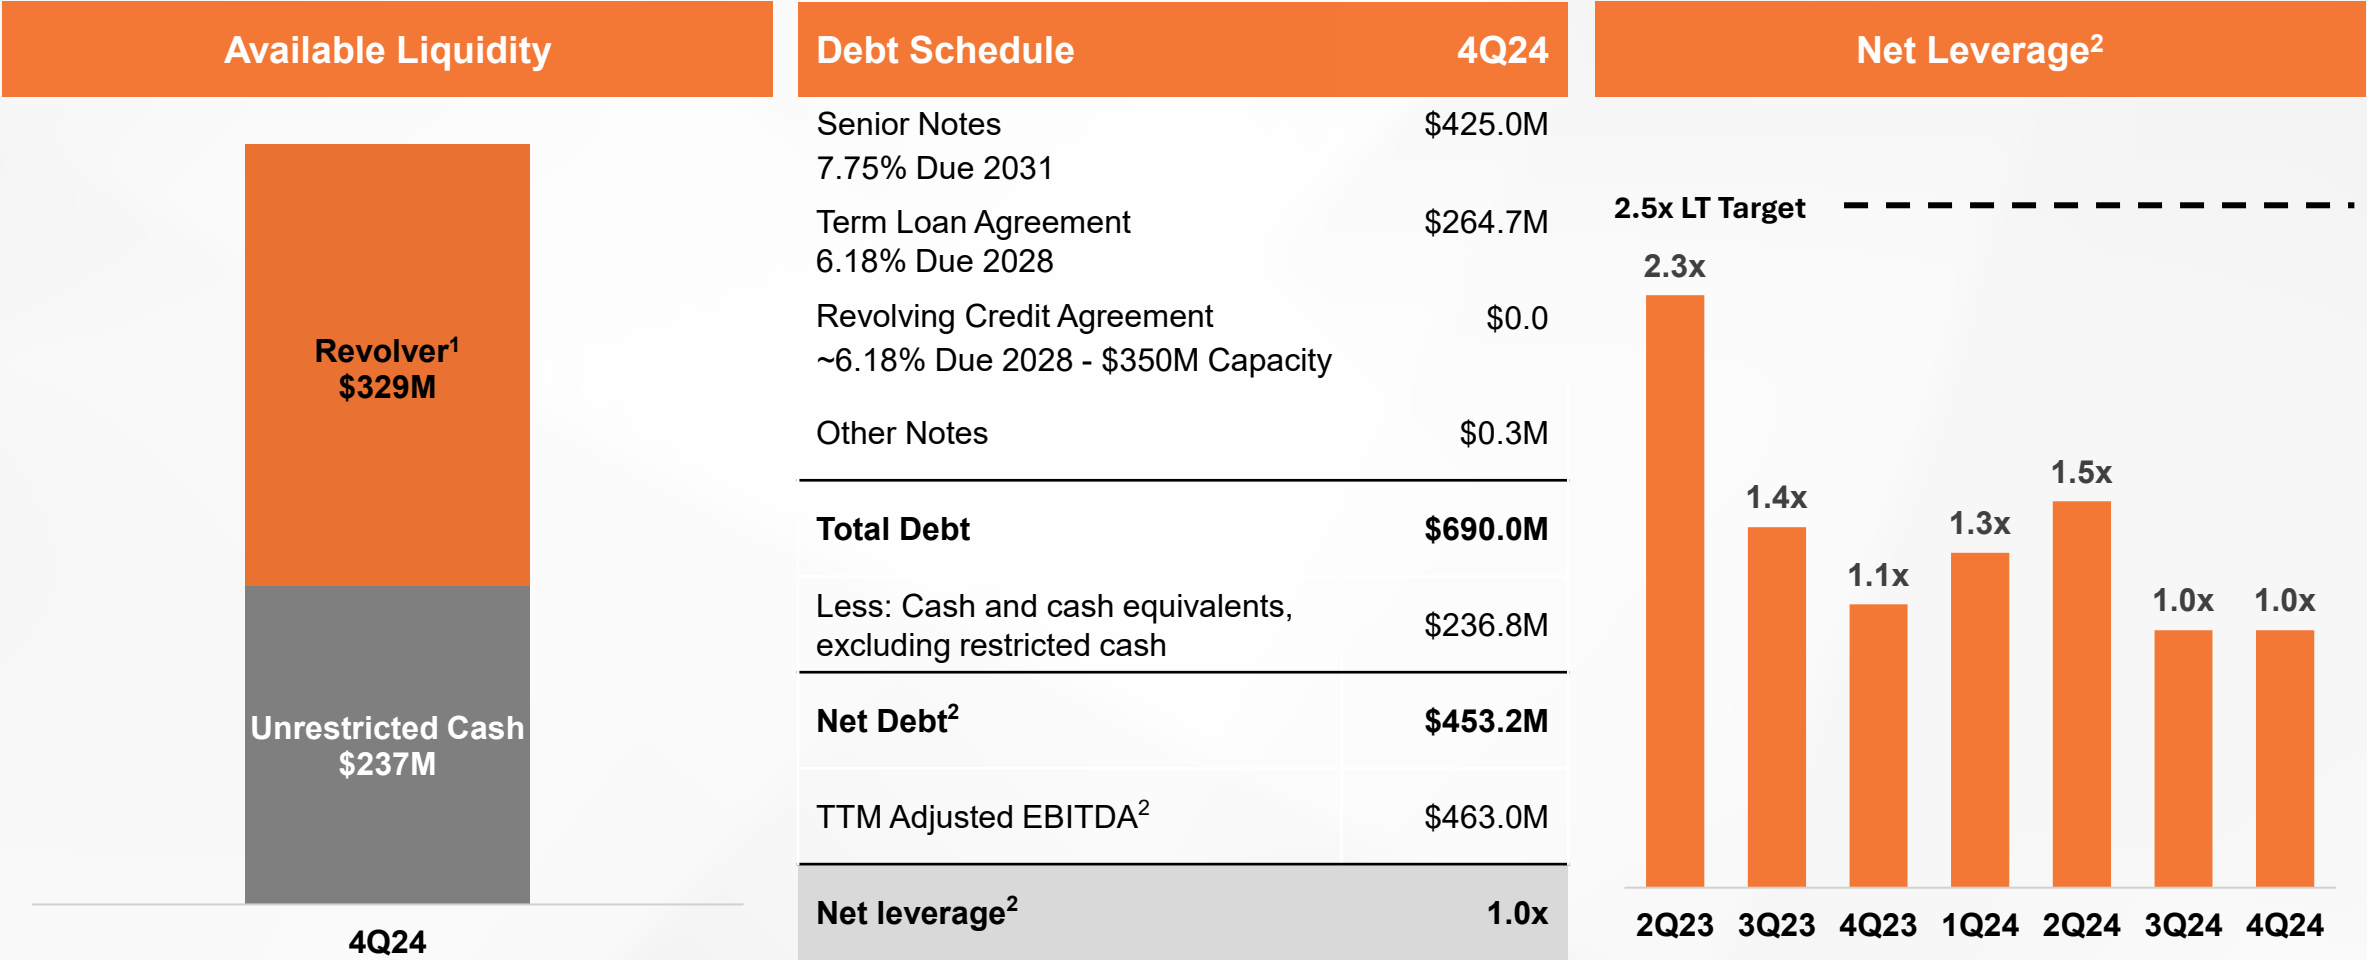 Available Liquidity
Revolver¹
$329M
Unrestricted Cash
$237M
4Q24
Debt Schedule 4Q24
Senior Notes $425.0M
7.75% Due 2031
Term Loan Agreement $264.7M
6.18% Due 2028
Revolving Credit Agreement $0.0
~6.18% Due 2028 - $350M Capacity
Other Notes $0.3M
Total Debt $690.0M
Less: Cash and cash equivalents,
excluding restricted cash $236.8M
Net Debt² $453.2M
TTM Adjusted EBITDA² $463.0M
Net leverage² 1.0x
Net Leverage²
2.5x LT Target
2.3x
1.4x
1.1x
1.3x
1.5x
1.0x
1.0x
2Q23 3Q23 4Q23 1Q24 2Q24 3Q24 4Q24